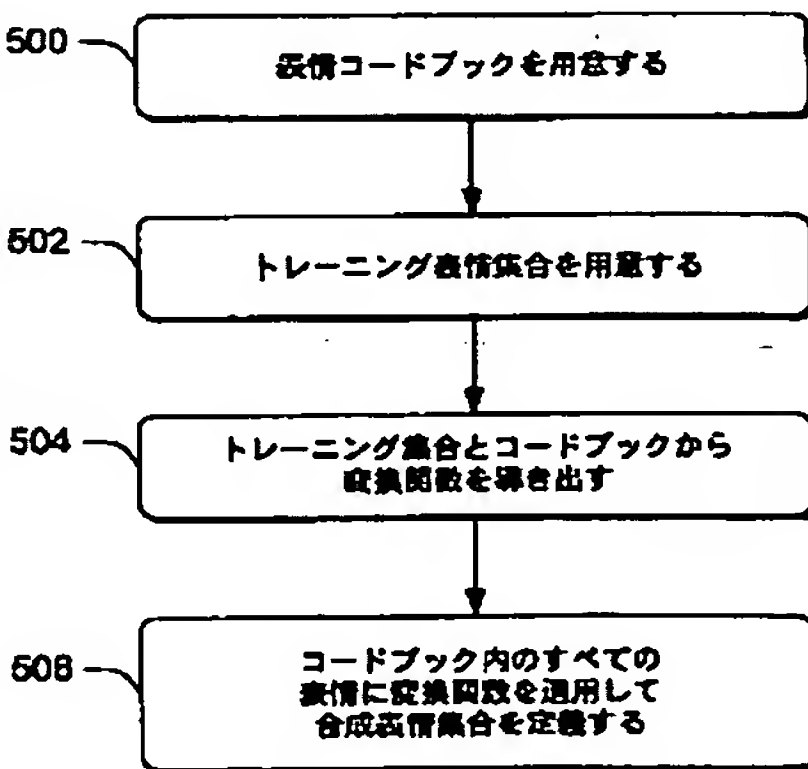 500
表情コードブックを用意する
502
トレーニング表情集合を用意する
504
トレーニング集合とコードブックから
変換関数を導き出す
508
コードブック内のすべての
表情に変換関数を適用して
合成表情集合を定義する